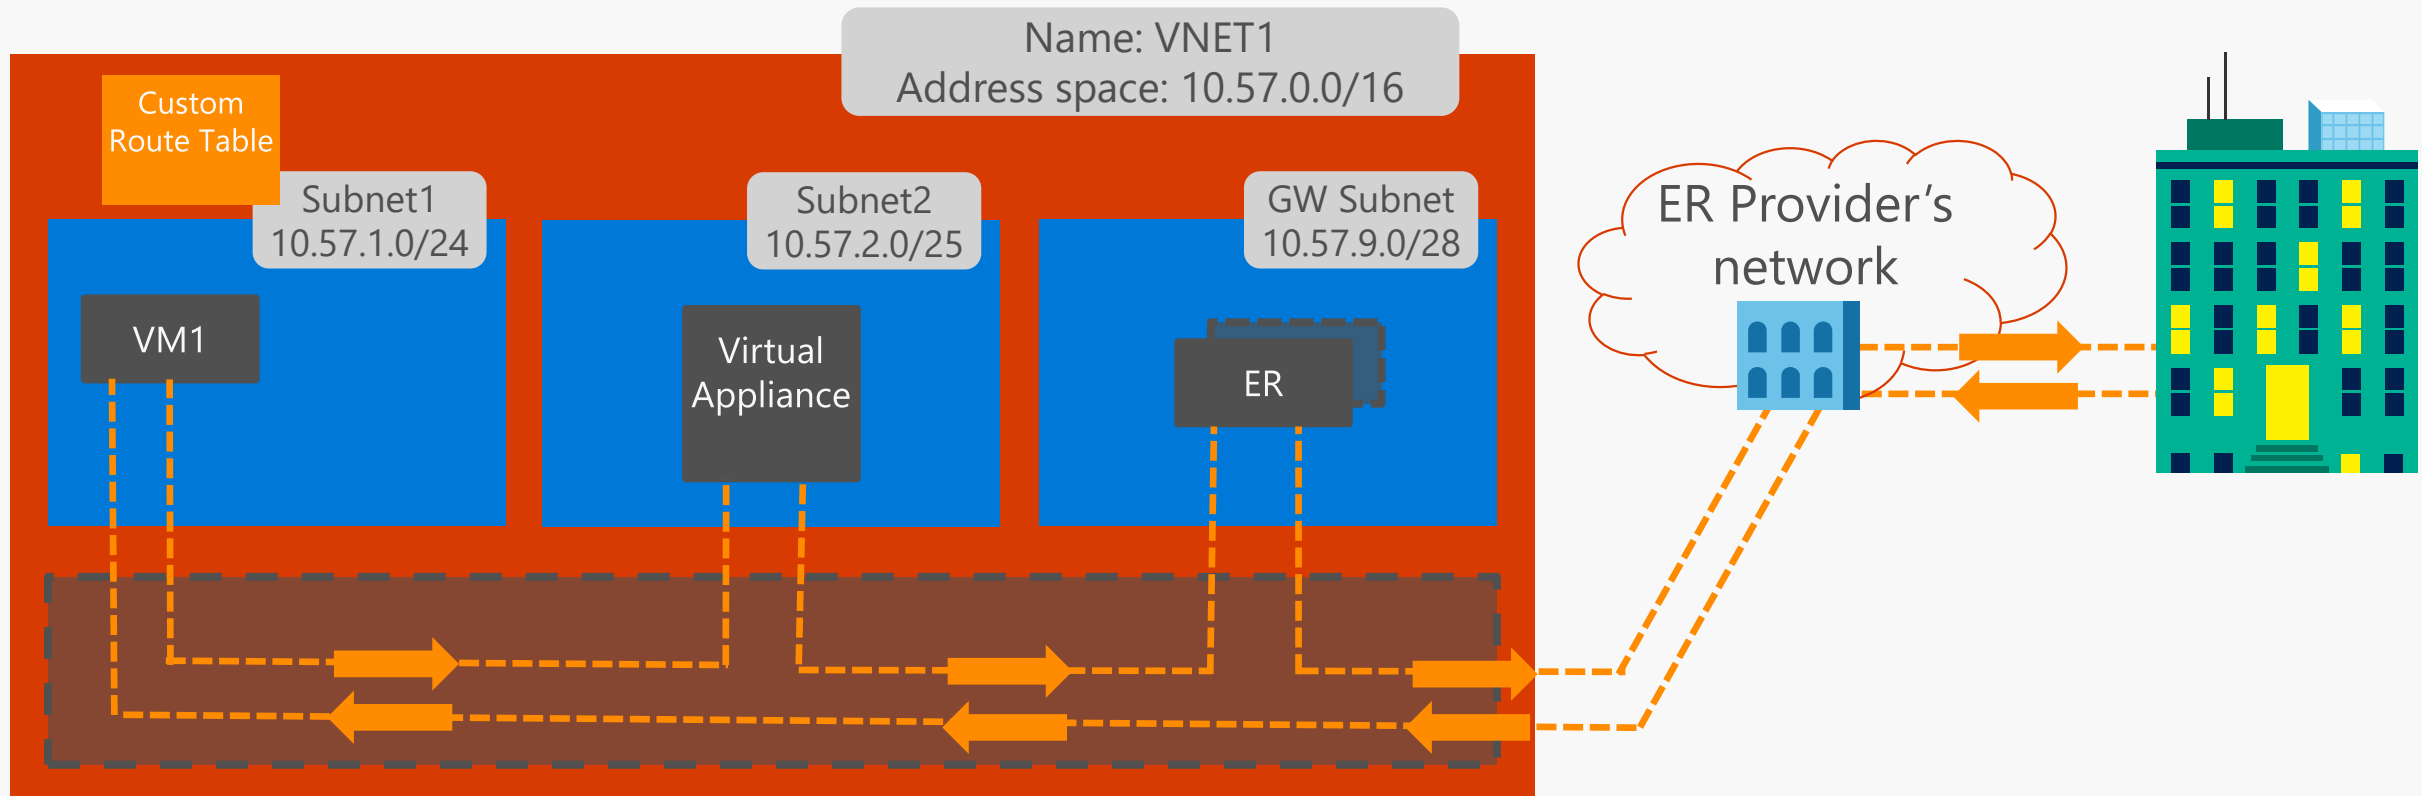 Name: VNET1
Address space: 10.57.0.0/16
Custom
Route Table
Subnet1
10.57.1.0/24
Subnet2
10.57.2.0/25
GW Subnet
10.57.9.0/28
VM1
Virtual
Appliance
ER
ER Provider’s
network